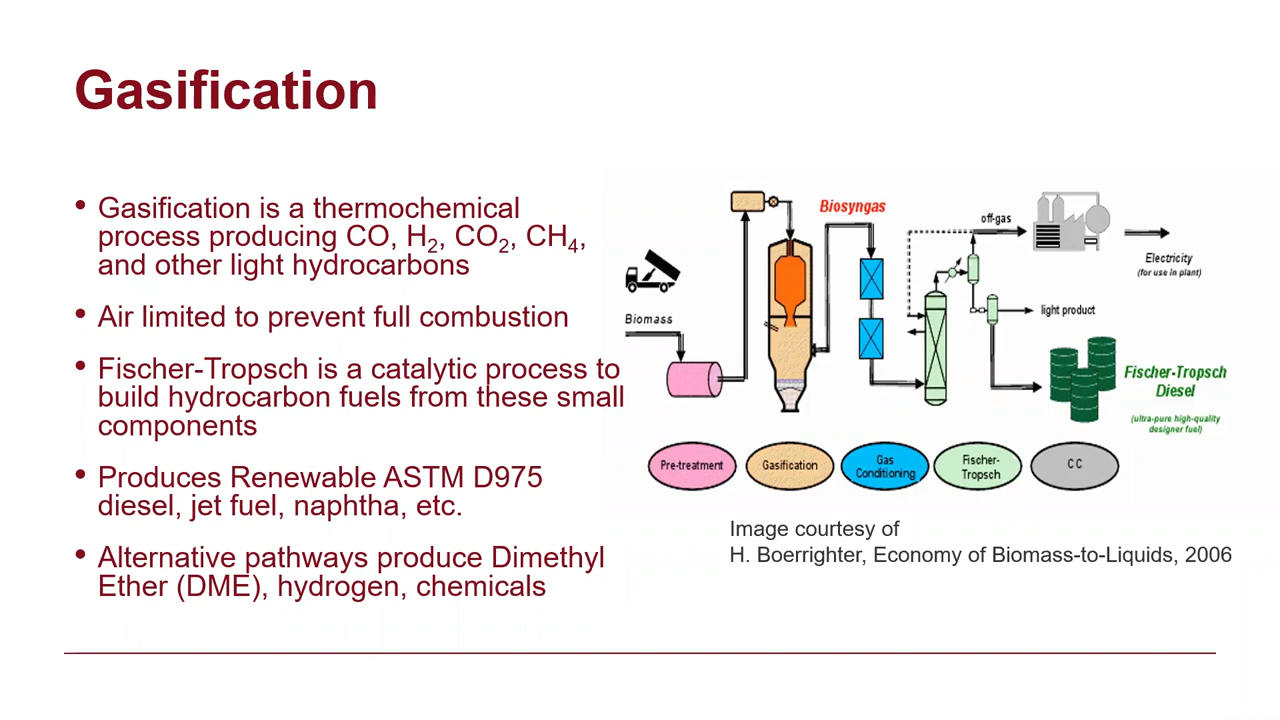 Gasification
• Gasification is a thermochemical
process producing CO, H₂, CO₂, CH₄,
and other light hydrocarbons
• Air limited to prevent full combustion
• Fischer-Tropsch is a catalytic process to
build hydrocarbon fuels from these small
components
• Produces Renewable ASTM D975
diesel, jet fuel, naphtha, etc.
• Alternative pathways produce Dimethyl
Ether (DME), hydrogen, chemicals
Biomass
Biosyngas
off-gas
Electricity
(for use in plant)
light product
Fischer-Tropsch
Diesel
(ultra-pure high-quality
designer fuel)
Pre-treatment
Gasification
Gas
Conditioning
Fischer-
Tropsch
CC
Image courtesy of
H. Boerrighter, Economy of Biomass-to-Liquids, 2006